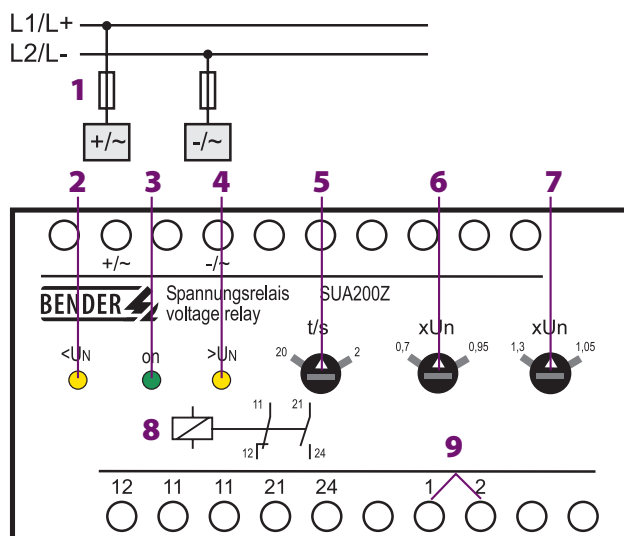 L1/L+
L2/L-
1
+/~ -/~
2 3 4 5 6 7
+/~ -/~
BENDER Spannungsrelais SUA200Z
voltage relay
<UN on >UN t/s xUn xUn
20 2 0,7 0,95 1,3 1,05
8 11 21
12 24
9
12 11 11 21 24 1 2